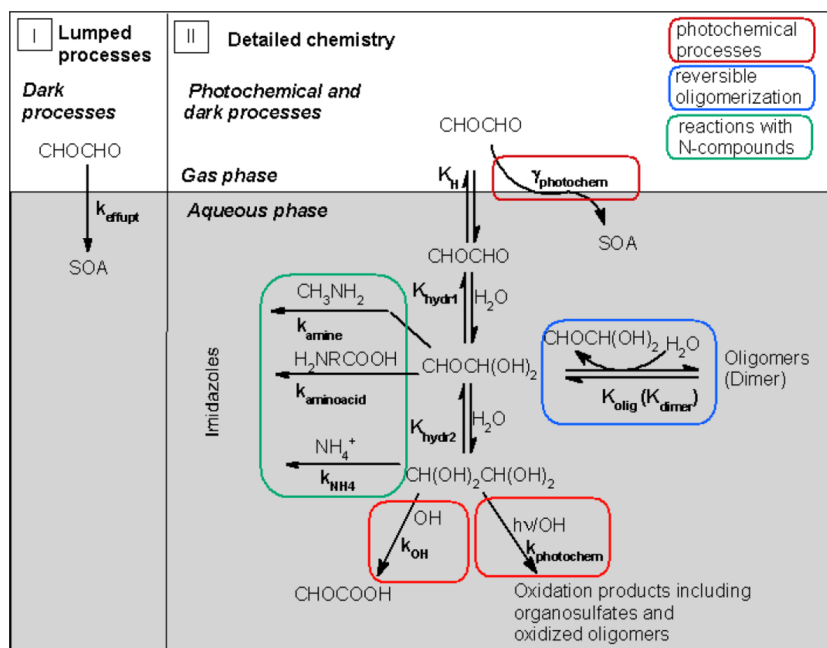 I
Lumped
processes
Dark
processes
CHOCHO
k_effupt
SOA
II
Detailed chemistry
Photochemical and
dark processes
photochemical
processes
reversible
oligomerization
reactions with
N-compounds
CHOCHO
Gas phase
K_H
γ_photochem
Aqueous phase
SOA
CHOCHO
K_hydr1
H₂O
CH₃NH₂
k_amine
H₂NRCOOH
k_aminoacid
CHOCH(OH)₂
CHOCH(OH)₂
H₂O
K_olig (K_dimer)
Oligomers
(Dimer)
Imidazoles
K_hydr2
H₂O
NH₄⁺
k_NH4
CH(OH)₂CH(OH)₂
OH
k_OH
hν/OH
k_photochem
CHOCOOH
Oxidation products including
organosulfates and
oxidized oligomers